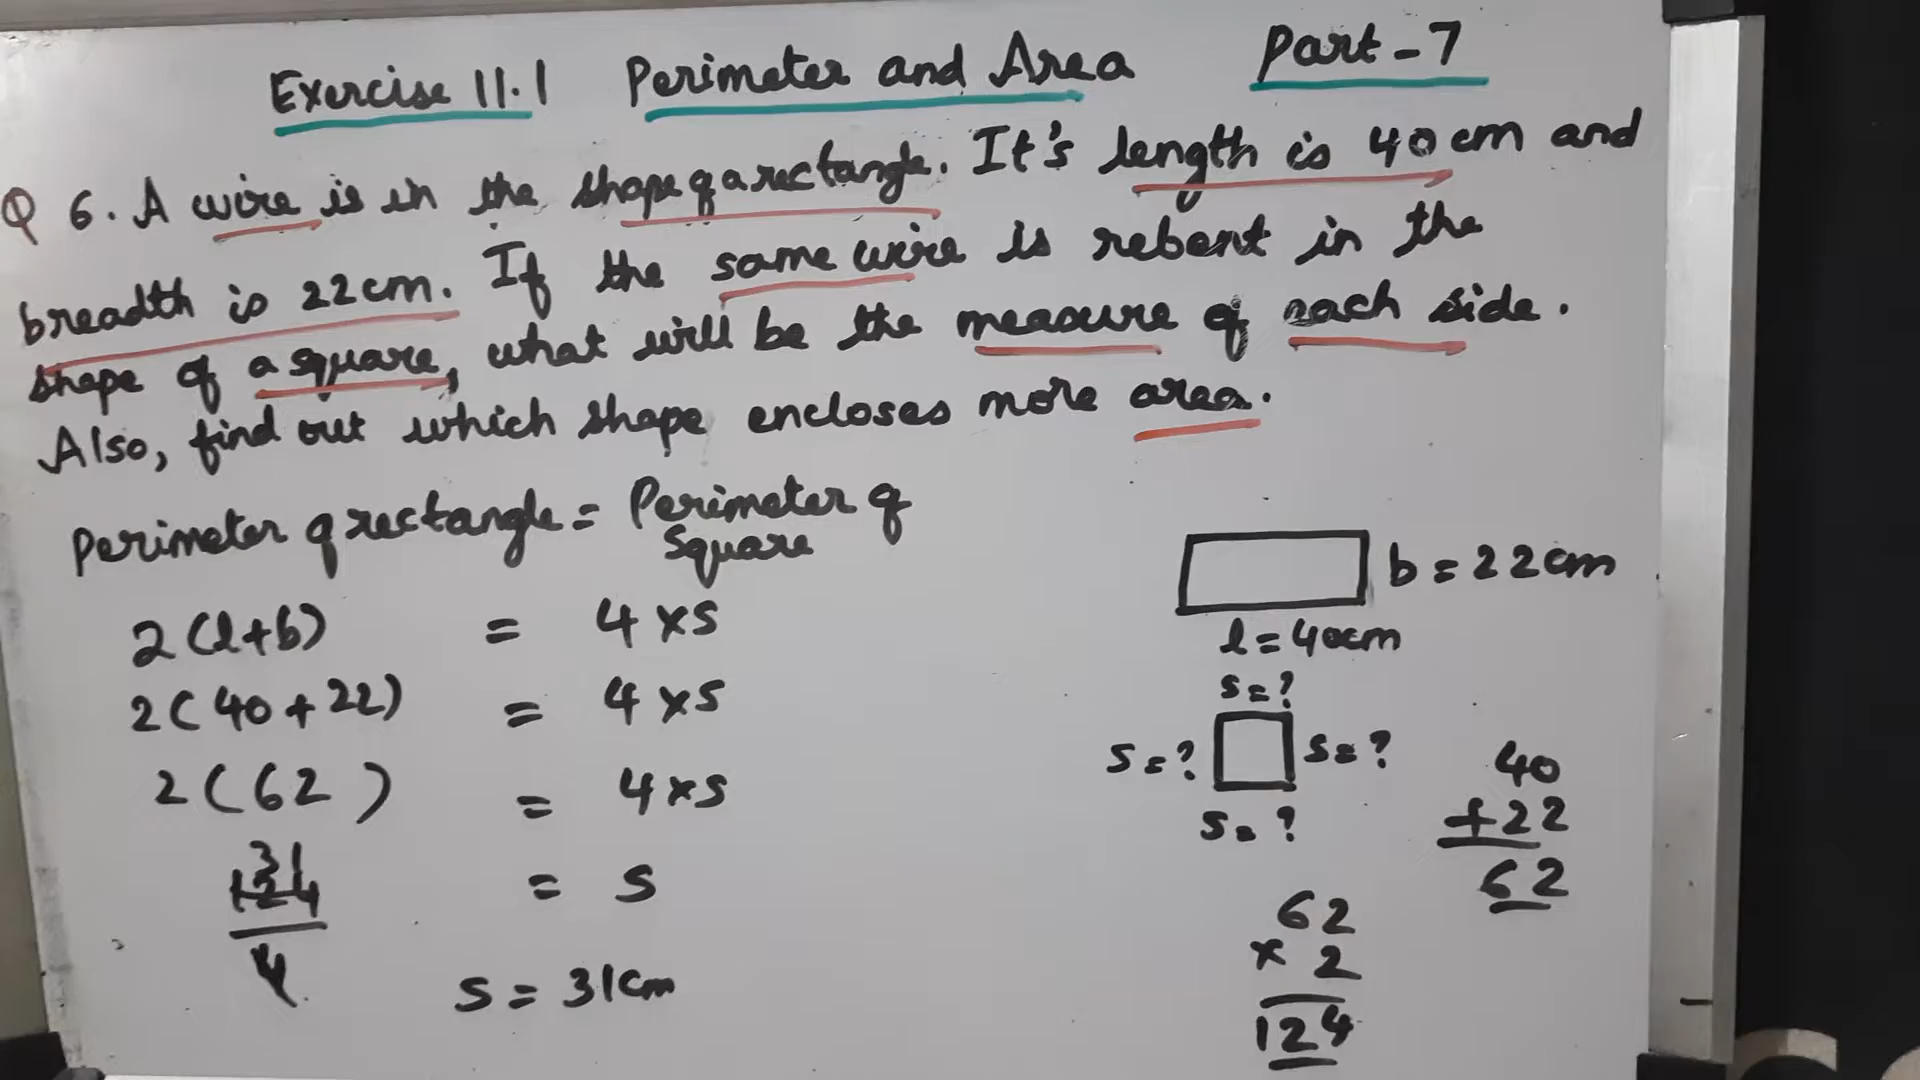 Exercise 11.1 Perimeter and Area Part-7
Q 6. A wire is in the shape of a rectangle. It's length is 40cm and
breadth is 22cm. If the same wire is rebent in the
shape of a square, what will be the measure of each side.
Also, find out which shape encloses more area.
Perimeter of rectangle = Perimeter of
Square
2(l+b) = 4×s
2(40+22) = 4×s
2(62) = 4×s
31
124
4
= s
s = 31cm
b = 22cm
l = 40cm
s = ?
s = ?
s = ?
s = ?
40
+22
62
62
× 2
124